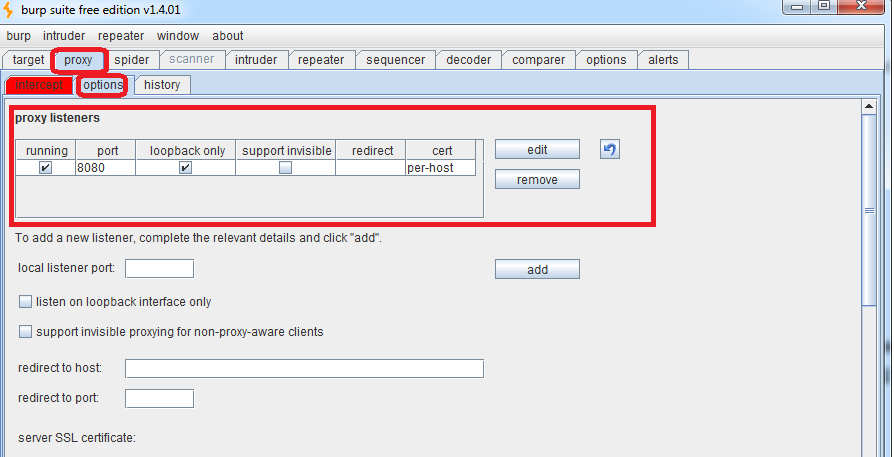 burp suite free edition v1.4.01
burp intruder repeater window about
target proxy spider scanner intruder repeater sequencer decoder comparer options alerts
intercept options history
proxy listeners
running port loopback only support invisible redirect cert
8080 per-host
edit
remove
To add a new listener, complete the relevant details and click "add".
local listener port:
add
listen on loopback interface only
support invisible proxying for non-proxy-aware clients
redirect to host:
redirect to port:
server SSL certificate: